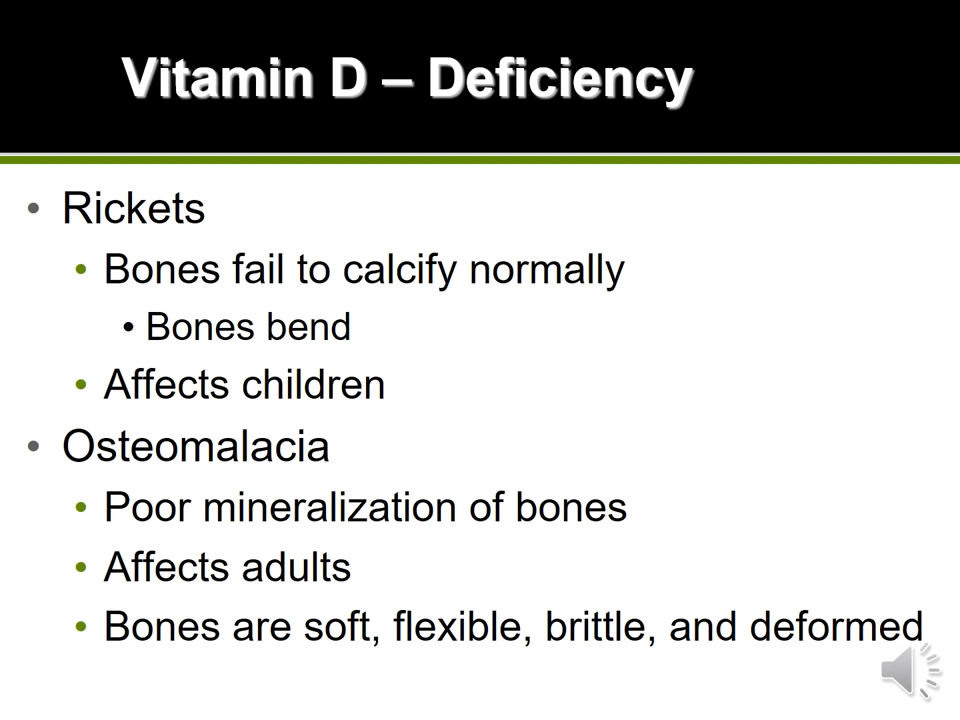 Vitamin D – Deficiency
• Rickets
• Bones fail to calcify normally
• Bones bend
• Affects children
• Osteomalacia
• Poor mineralization of bones
• Affects adults
• Bones are soft, flexible, brittle, and deformed